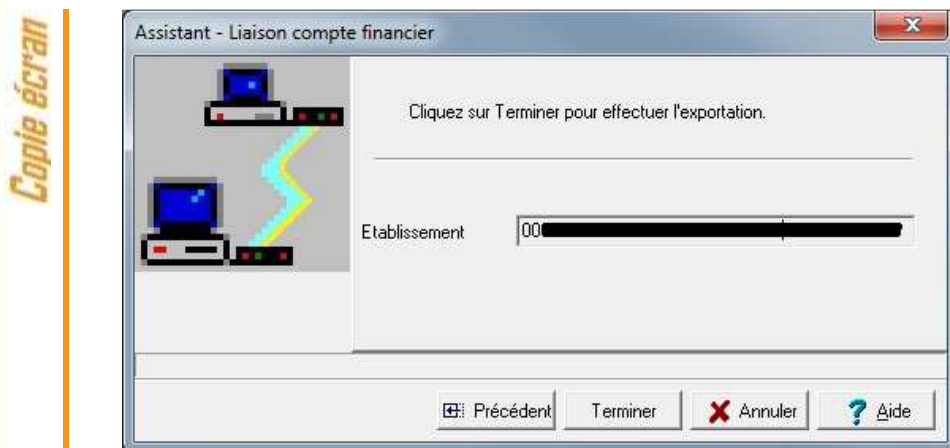 Copie écran
Assistant - Liaison compte financier
Cliquez sur Terminer pour effectuer l'exportation.
Etablissement 00
Précédent Terminer Annuler Aide